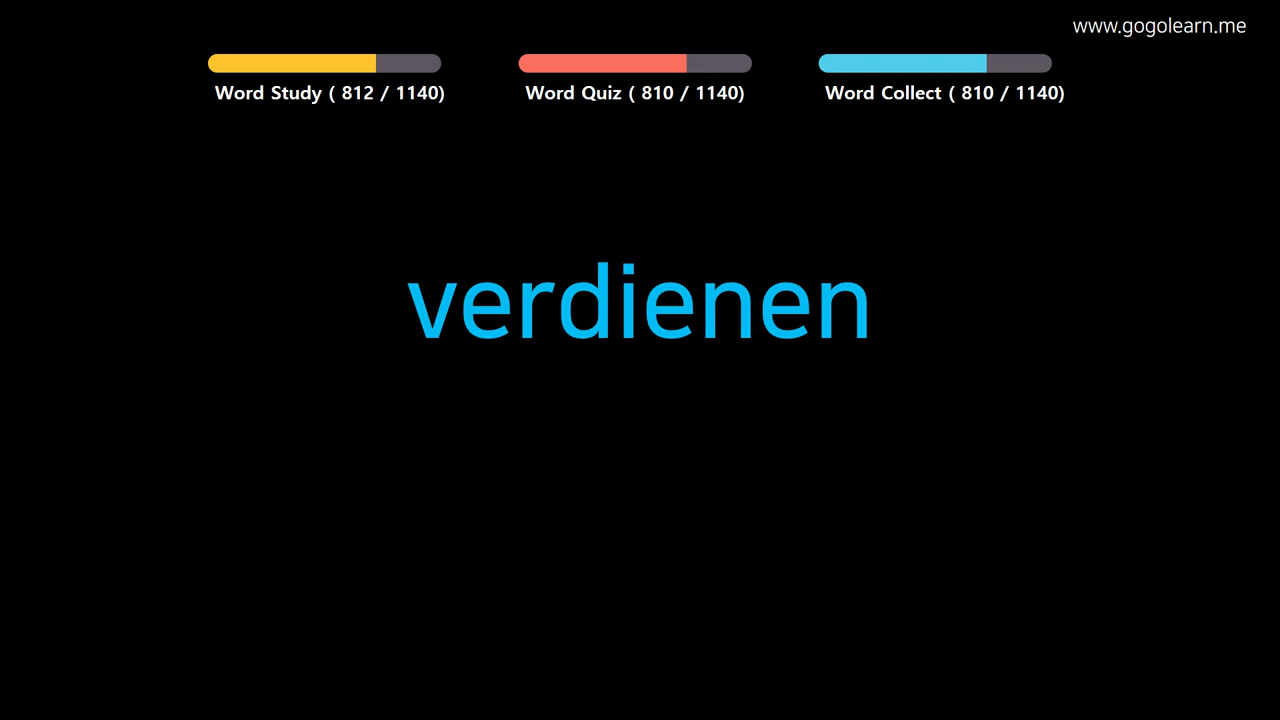 www.gogolearn.me
Word Study ( 812 / 1140)
Word Quiz ( 810 / 1140)
Word Collect ( 810 / 1140)
verdienen